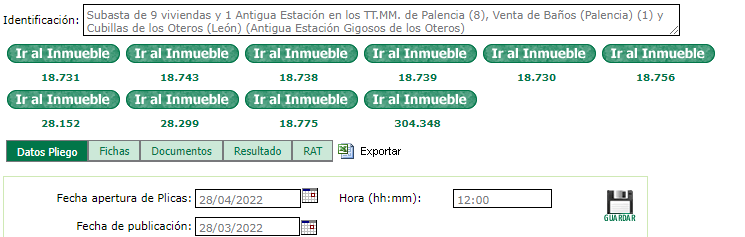 Identificación: Subasta de 9 viviendas y 1 Antigua Estación en los TT.MM. de Palencia (8), Venta de Baños (Palencia) (1) y
Cubillas de los Oteros (León) (Antigua Estación Gigosos de los Oteros)
Ir al Inmueble Ir al Inmueble Ir al Inmueble Ir al Inmueble Ir al Inmueble Ir al Inmueble
18.731 18.743 18.738 18.739 18.730 18.756
Ir al Inmueble Ir al Inmueble Ir al Inmueble Ir al Inmueble
28.152 28.299 18.775 304.348
Datos Pliego Fichas Documentos Resultado RAT Exportar
Fecha apertura de Plicas: 28/04/2022 Hora (hh:mm): 12:00
GUARDAR
Fecha de publicación: 28/03/2022